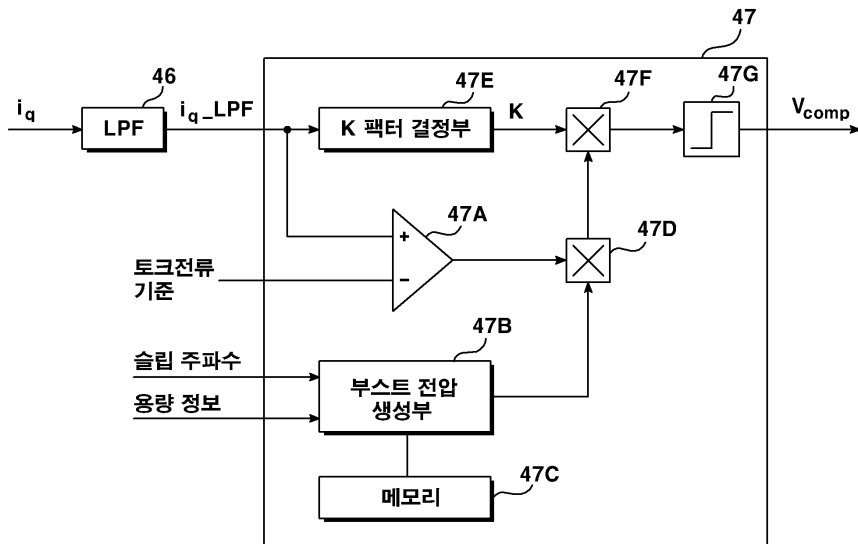 47
46
47E
47F
47G
i_q
LPF
i_q_LPF
K 팩터 결정부
K
V_comp
47A
+
−
47D
토크전류
기준
47B
슬립 주파수
용량 정보
부스트 전압
생성부
47C
메모리